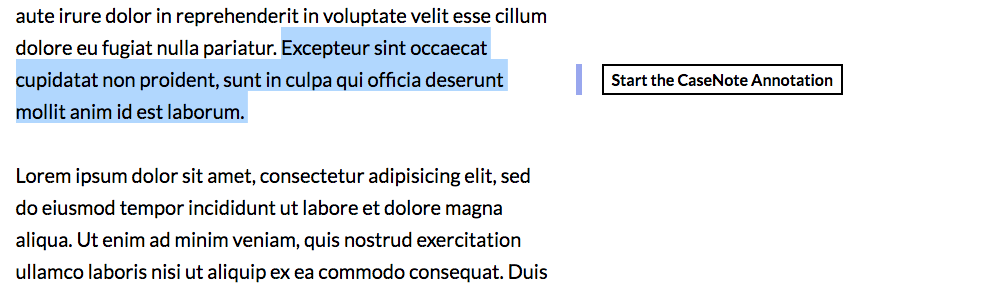 aute irure dolor in reprehenderit in voluptate velit esse cillum
dolore eu fugiat nulla pariatur. Excepteur sint occaecat
cupidatat non proident, sunt in culpa qui officia deserunt
mollit anim id est laborum.
Start the CaseNote Annotation
Lorem ipsum dolor sit amet, consectetur adipisicing elit, sed
do eiusmod tempor incididunt ut labore et dolore magna
aliqua. Ut enim ad minim veniam, quis nostrud exercitation
ullamco laboris nisi ut aliquip ex ea commodo consequat. Duis